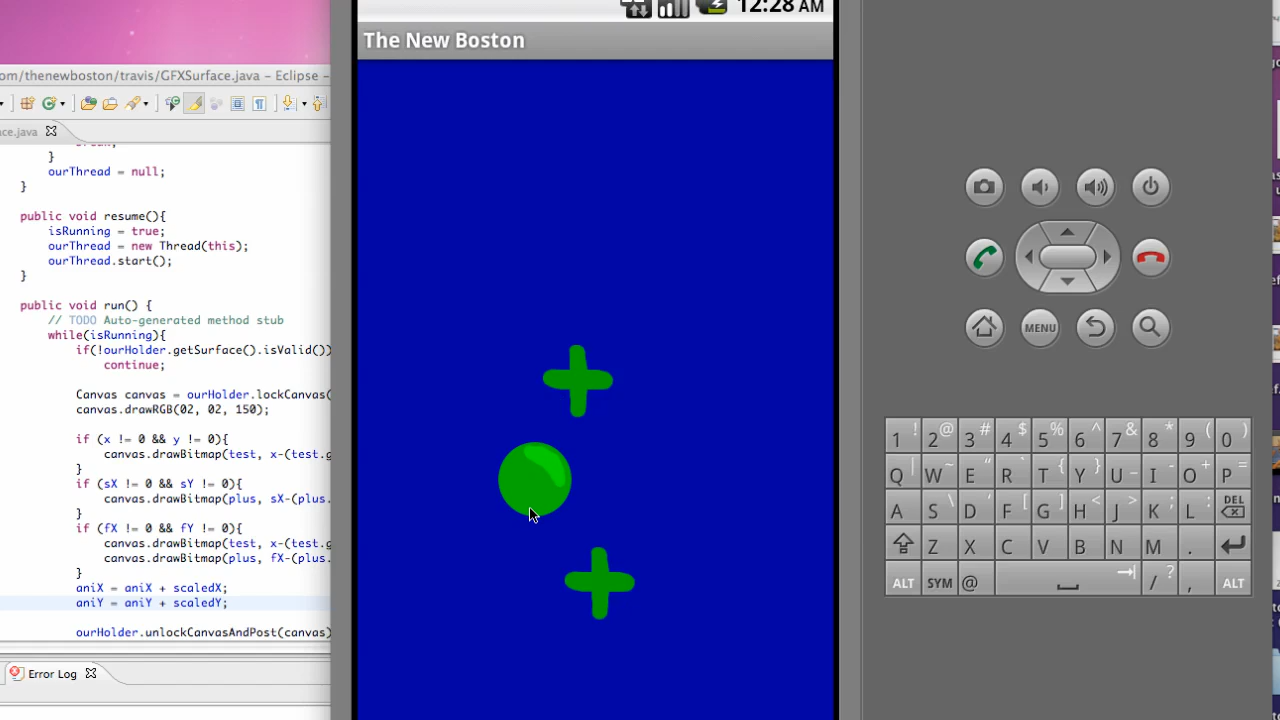 12:28 AM
The New Boston
om/thenewboston/travis/GFXSurface.java - Eclipse -
ace.java
break;
}
ourThread = null;
}
public void resume(){
isRunning = true;
ourThread = new Thread(this);
ourThread.start();
}
public void run() {
// TODO Auto-generated method stub
while(isRunning){
if(!ourHolder.getSurface().isValid())
continue;
Canvas canvas = ourHolder.lockCanvas(
canvas.drawRGB(02, 02, 150);
if (x != 0 && y != 0){
canvas.drawBitmap(test, x-(test.
}
if (sX != 0 && sY != 0){
canvas.drawBitmap(plus, sX-(plus.
}
if (fX != 0 && fY != 0){
canvas.drawBitmap(test, x-(test.
canvas.drawBitmap(plus, fX-(plus.
}
aniX = aniX + scaledX;
aniY = aniY + scaledY;
ourHolder.unlockCanvasAndPost(canvas)
Error Log
MENU
1 ! 2 @ 3 # 4 $ 5 % 6 ^ 7 & 8 * 9 ( 0 )
Q | W ~ E " R ` T { Y } U _ I - O + P =
A S \ D ' F [ G ] H < J > K ; L : DEL
Z X C V B N M .
ALT SYM @ / ? , ALT